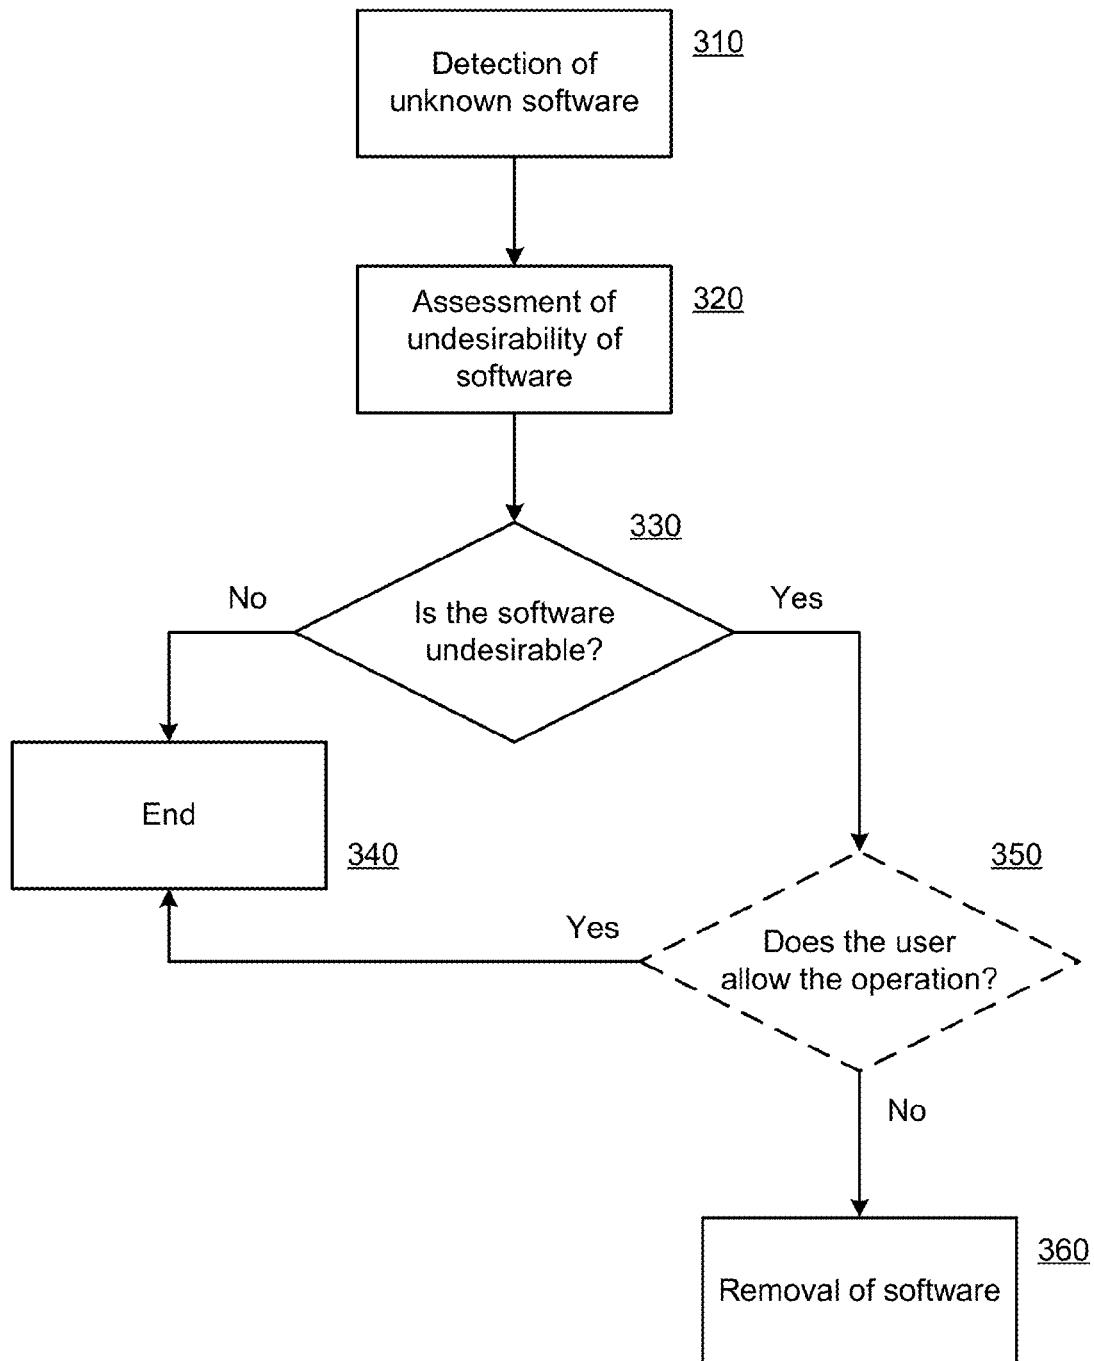 310
Detection of
unknown software
320
Assessment of
undesirability of
software
330
No
Yes
Is the software
undesirable?
End
340
350
Yes
Does the user
allow the operation?
No
360
Removal of software